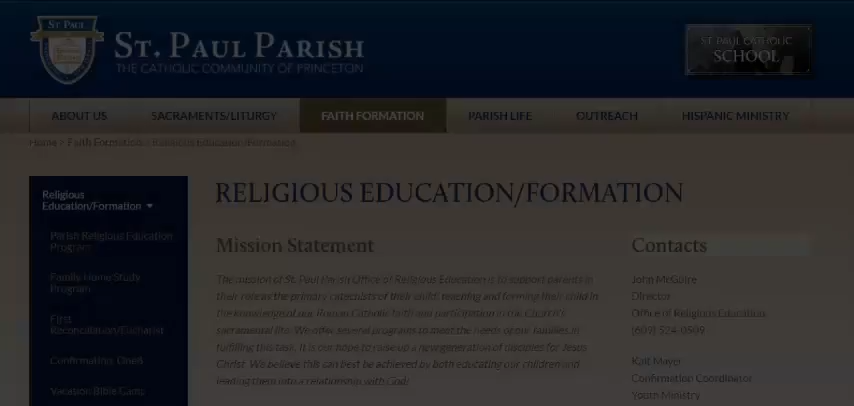 ST. PAUL
ST. PAUL PARISH
THE CATHOLIC COMMUNITY OF PRINCETON
ST. PAUL CATHOLIC
SCHOOL
ABOUT US
SACRAMENTS/LITURGY
FAITH FORMATION
PARISH LIFE
OUTREACH
HISPANIC MINISTRY
Home › Faith Formation › Religious Education/Formation
Religious
Education/Formation
Parish Religious Education
Program
Family Home Study
Program
First
Reconciliation/Eucharist
Confirmation
Vacation Bible Camp
RELIGIOUS EDUCATION/FORMATION
Mission Statement
The mission of St. Paul Parish Office of Religious Education is to support parents in
their role as the primary catechists of their child, teaching and forming their child in
the knowledge of our Roman Catholic faith and participation in the Church's
sacramental life. We offer several programs to meet the needs of our families in
fulfilling this task. It is our hope to raise up a new generation of disciples for Jesus
Christ. We believe this can best be achieved by both educating our children and
leading them into a relationship with God!
Contacts
John McGuire
Director
Office of Religious Education
(609) 524-0509
Kait Mayer
Confirmation Coordinator
Youth Ministry